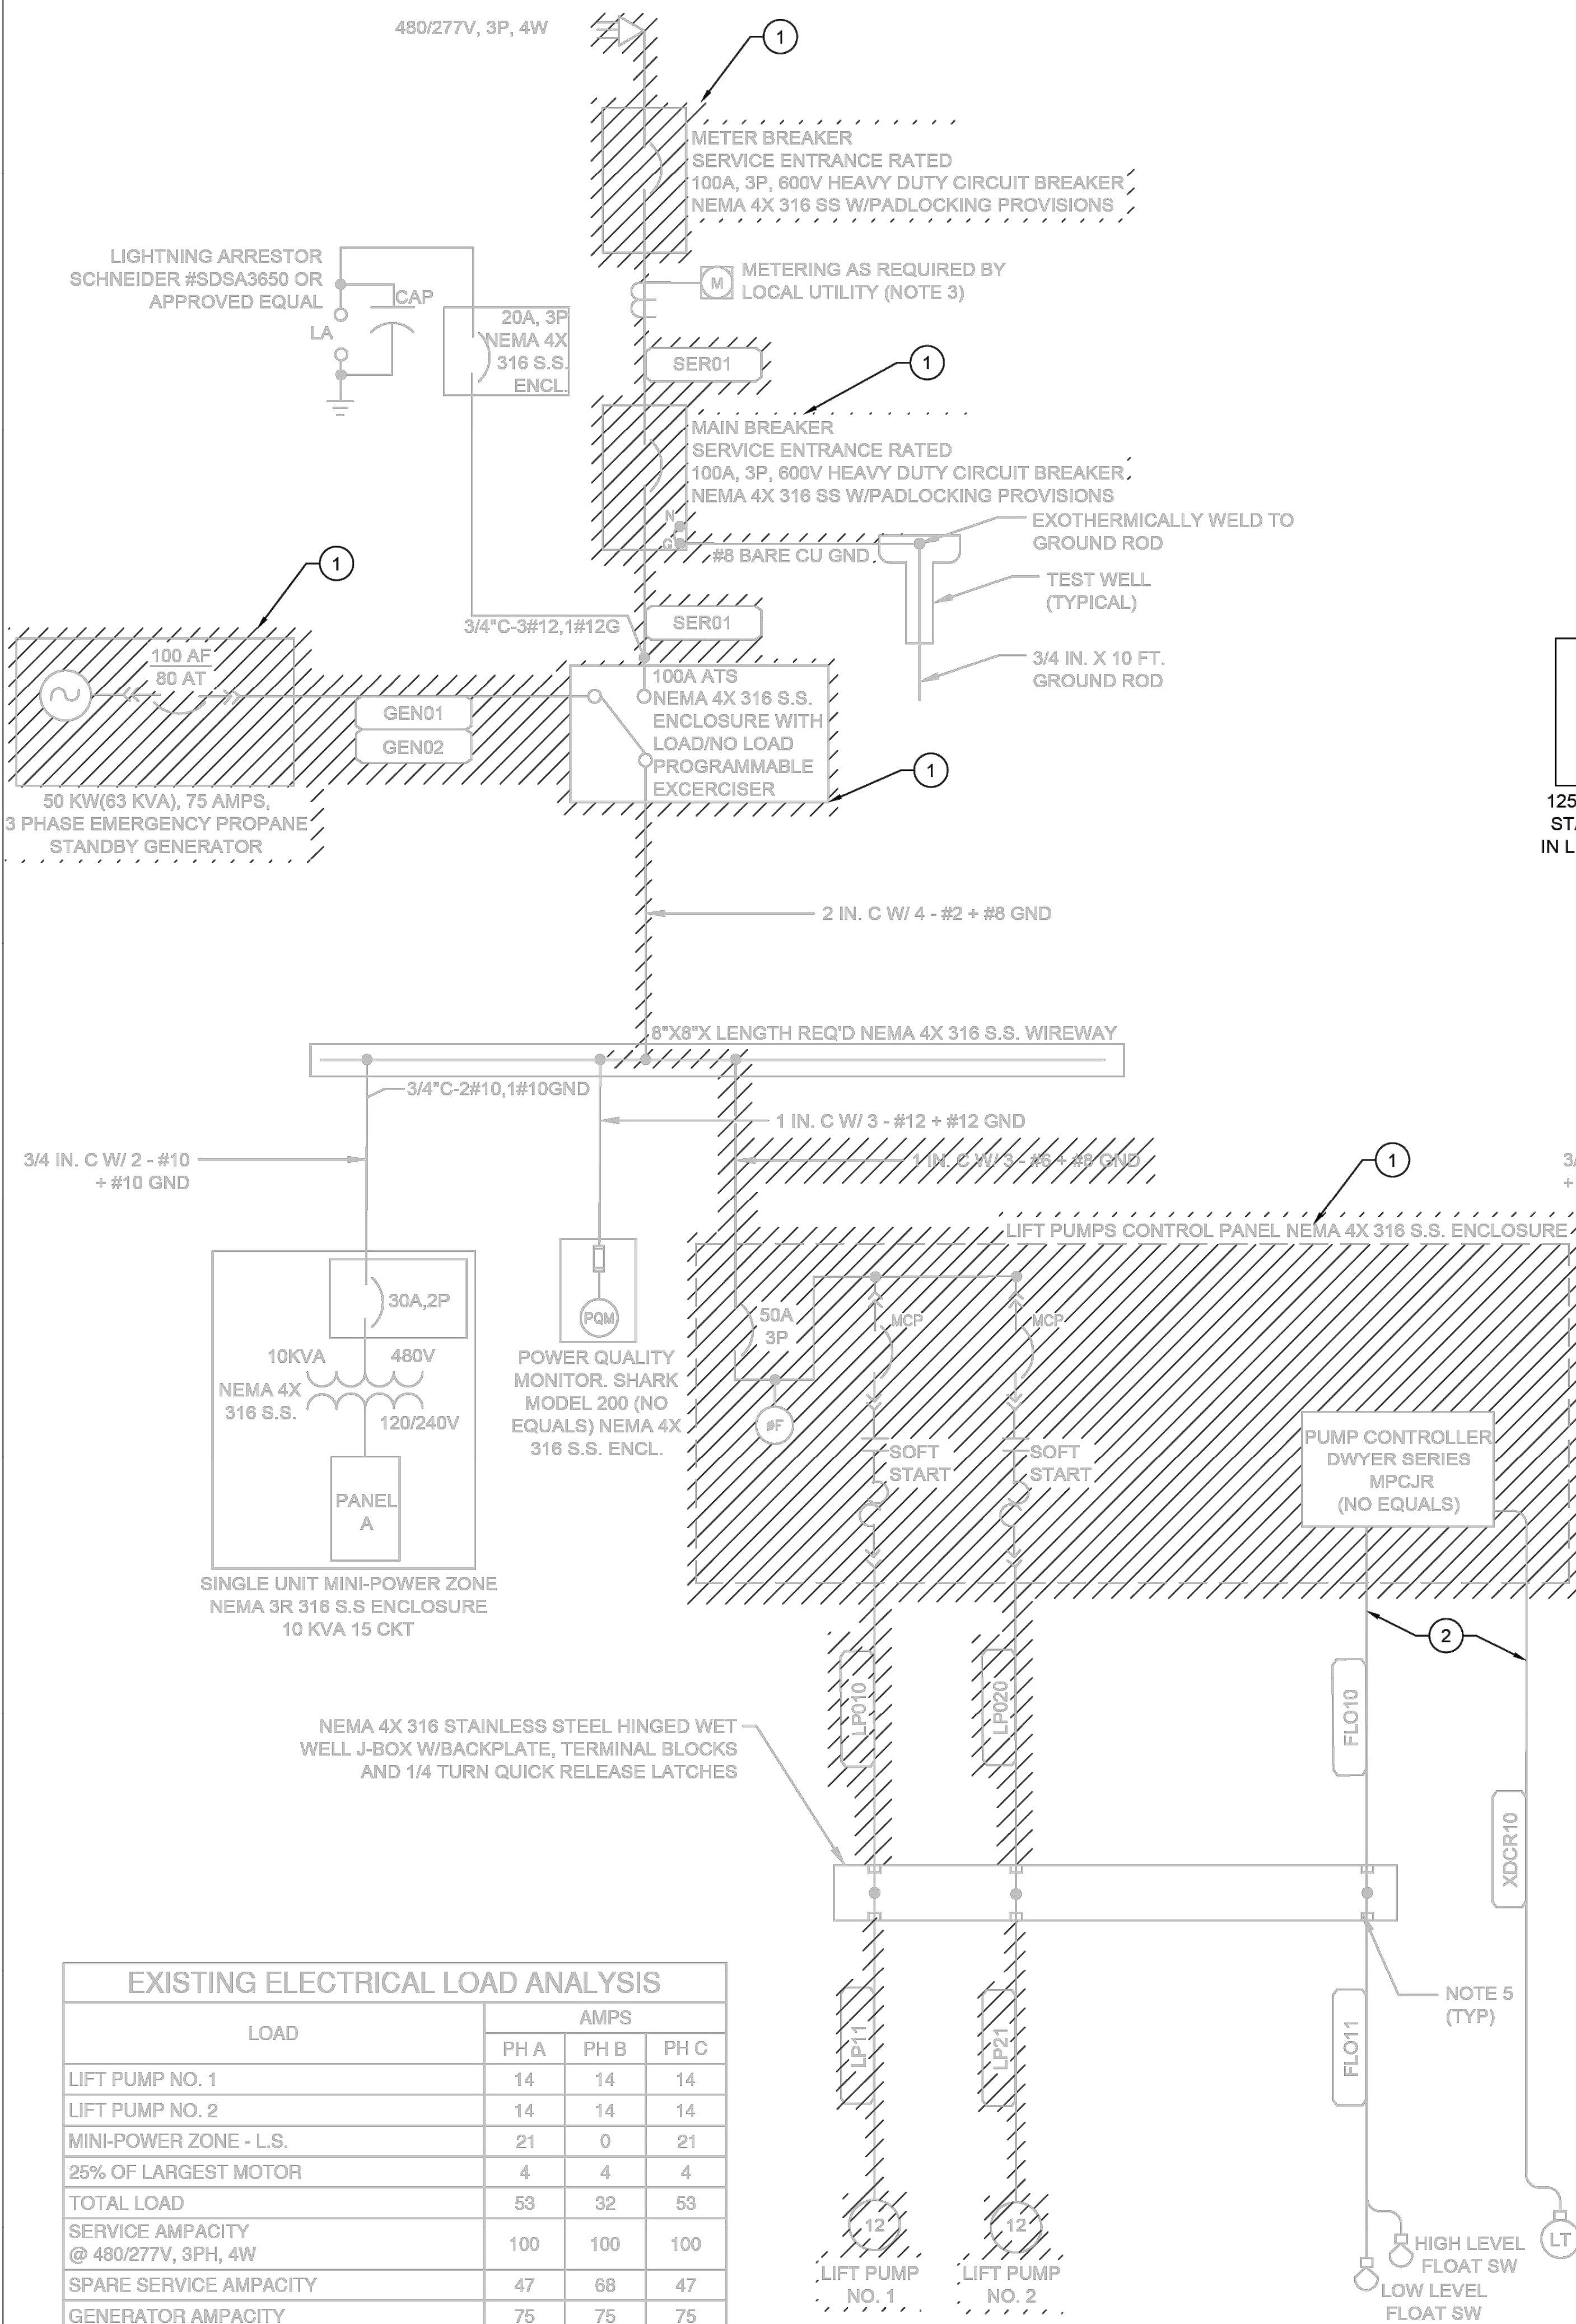 480/277V, 3P, 4W
1
METER BREAKER
SERVICE ENTRANCE RATED
100A, 3P, 600V HEAVY DUTY CIRCUIT BREAKER
NEMA 4X 316 SS W/PADLOCKING PROVISIONS
LIGHTNING ARRESTOR
SCHNEIDER #SDSA3650 OR
APPROVED EQUAL
CAP
LA
20A, 3P
NEMA 4X
316 S.S.
ENCL.
M
METERING AS REQUIRED BY
LOCAL UTILITY (NOTE 3)
SER01
1
MAIN BREAKER
SERVICE ENTRANCE RATED
100A, 3P, 600V HEAVY DUTY CIRCUIT BREAKER
NEMA 4X 316 SS W/PADLOCKING PROVISIONS
N
G
#8 BARE CU GND
EXOTHERMICALLY WELD TO
GROUND ROD
TEST WELL
(TYPICAL)
3/4 IN. X 10 FT.
GROUND ROD
1
3/4"C-3#12,1#12G
SER01
100 AF
80 AT
GEN01
GEN02
100A ATS
NEMA 4X 316 S.S.
ENCLOSURE WITH
LOAD/NO LOAD
PROGRAMMABLE
EXCERCISER
1
50 KW(63 KVA), 75 AMPS,
3 PHASE EMERGENCY PROPANE
STANDBY GENERATOR
125
STA
IN L
2 IN. C W/ 4 - #2 + #8 GND
8"X8"X LENGTH REQ'D NEMA 4X 316 S.S. WIREWAY
3/4"C-2#10,1#10GND
1 IN. C W/ 3 - #12 + #12 GND
3/4 IN. C W/ 2 - #10
+ #10 GND
1 IN. C W/ 3 - #6 + #8 GND
1
3/
+
LIFT PUMPS CONTROL PANEL NEMA 4X 316 S.S. ENCLOSURE
30A,2P
10KVA
480V
NEMA 4X
316 S.S.
120/240V
PANEL
A
SINGLE UNIT MINI-POWER ZONE
NEMA 3R 316 S.S ENCLOSURE
10 KVA 15 CKT
PQM
POWER QUALITY
MONITOR. SHARK
MODEL 200 (NO
EQUALS) NEMA 4X
316 S.S. ENCL.
50A
3P
MCP
MCP
ØF
SOFT
START
SOFT
START
PUMP CONTROLLER
DWYER SERIES
MPCJR
(NO EQUALS)
2
LP010
LP020
FLO10
XDCR10
NEMA 4X 316 STAINLESS STEEL HINGED WET
WELL J-BOX W/BACKPLATE, TERMINAL BLOCKS
AND 1/4 TURN QUICK RELEASE LATCHES
NOTE 5
(TYP)
LP11
LP21
FLO11
12
LIFT PUMP
NO. 1
12
LIFT PUMP
NO. 2
HIGH LEVEL
FLOAT SW
LT
LOW LEVEL
FLOAT SW
EXISTING ELECTRICAL LOAD ANALYSIS
LOAD AMPS
PH A PH B PH C
LIFT PUMP NO. 1 14 14 14
LIFT PUMP NO. 2 14 14 14
MINI-POWER ZONE - L.S. 21 0 21
25% OF LARGEST MOTOR 4 4 4
TOTAL LOAD 53 32 53
SERVICE AMPACITY
@ 480/277V, 3PH, 4W 100 100 100
SPARE SERVICE AMPACITY 47 68 47
GENERATOR AMPACITY 75 75 75